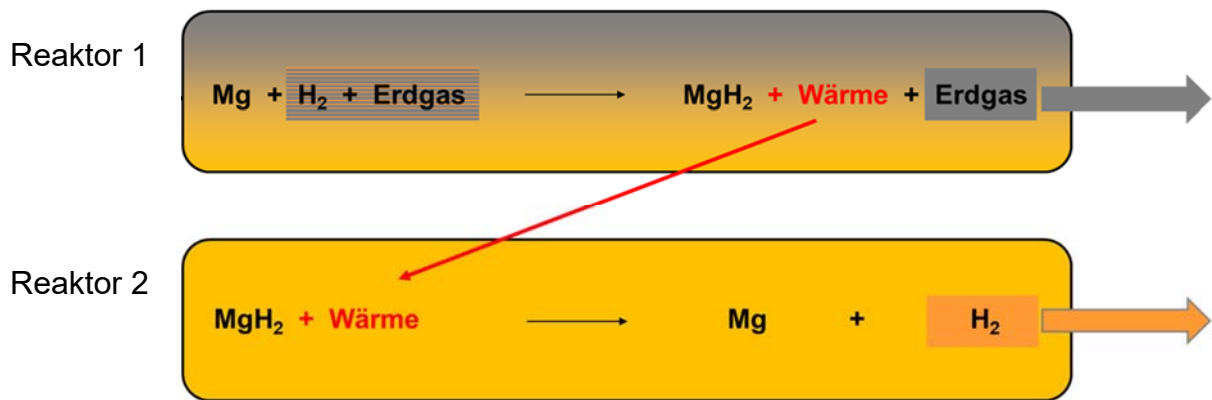 Reaktor 1
Mg + H₂ + Erdgas MgH₂ + Wärme + Erdgas
Reaktor 2
MgH₂ + Wärme Mg + H₂